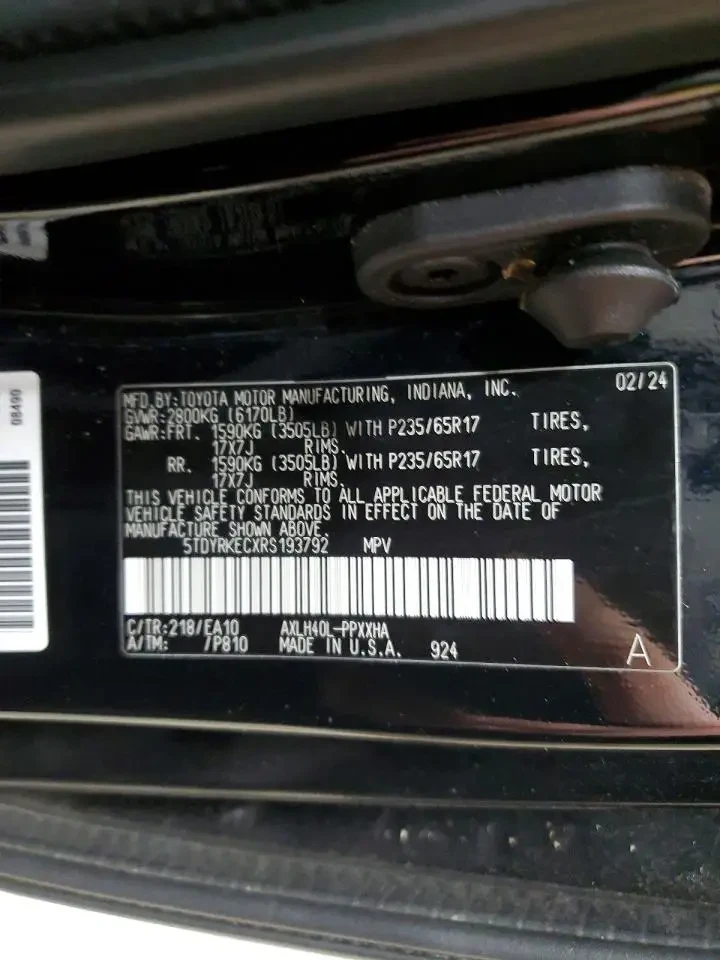 08490
MFD.BY:TOYOTA MOTOR MANUFACTURING, INDIANA, INC. 02/24
GVWR:2800KG (6170LB)
GAWR:FRT. 1590KG (3505LB) WITH P235/65R17 TIRES,
17X7J RIMS.
RR. 1590KG (3505LB) WITH P235/65R17 TIRES,
17X7J RIMS.
THIS VEHICLE CONFORMS TO ALL APPLICABLE FEDERAL MOTOR
VEHICLE SAFETY STANDARDS IN EFFECT ON THE DATE OF
MANUFACTURE SHOWN ABOVE.
5TDYRKECXRS193792 MPV
C/TR:218/EA10 AXLH40L-PPXXHA
A/TM: /P810 MADE IN U.S.A. 924 A